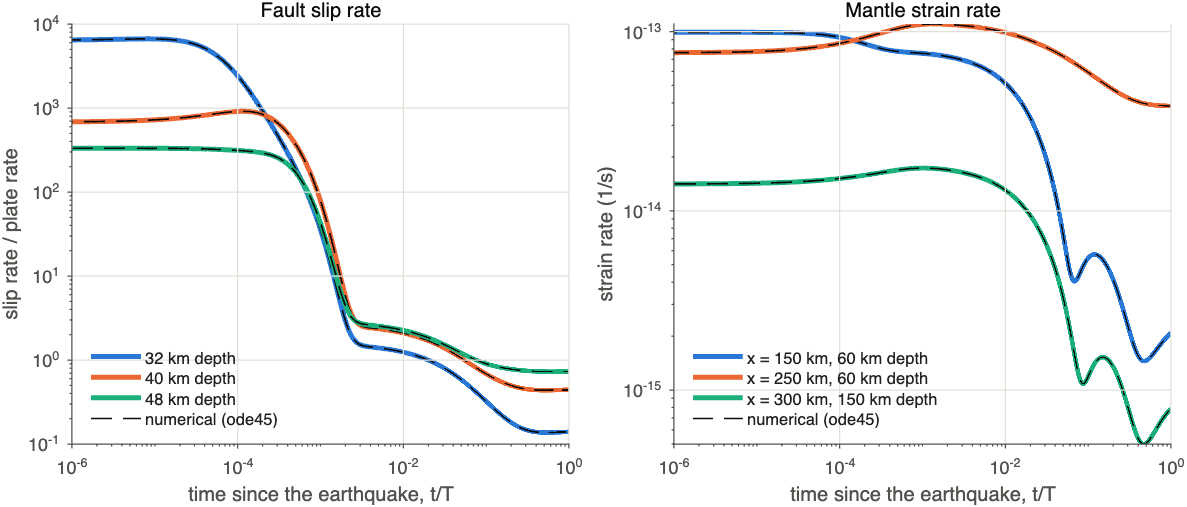 Fault slip rate
10^4
10^3
10^2
10^1
10^0
10^-1
slip rate / plate rate
32 km depth
40 km depth
48 km depth
numerical (ode45)
10^-6
10^-4
10^-2
10^0
time since the earthquake, t/T
Mantle strain rate
10^-13
10^-14
10^-15
strain rate (1/s)
x = 150 km, 60 km depth
x = 250 km, 60 km depth
x = 300 km, 150 km depth
numerical (ode45)
10^-6
10^-4
10^-2
10^0
time since the earthquake, t/T